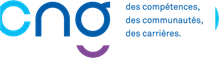 cng
des compétences,
des communautés,
des carrières.